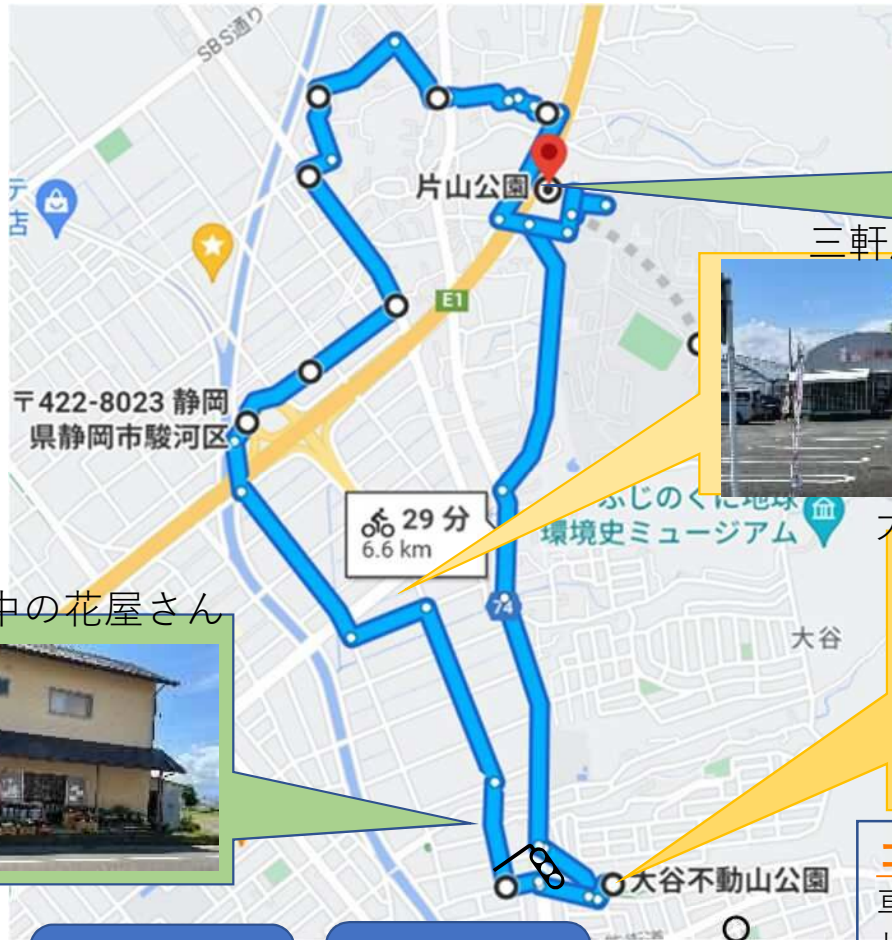 SBS通り
片山公園
テ
店
三軒
E1
〒422-8023 静岡
県静岡市駿河区
29 分
6.6 km
ふじのくに地球
環境史ミュージアム
中の花屋さん
74
大谷
大谷不動山公園